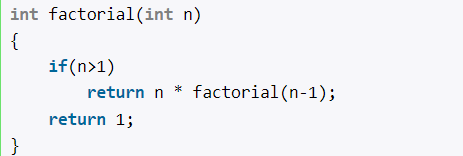 int factorial(int n)
{
    if(n>1)
        return n * factorial(n-1);
    return 1;
}